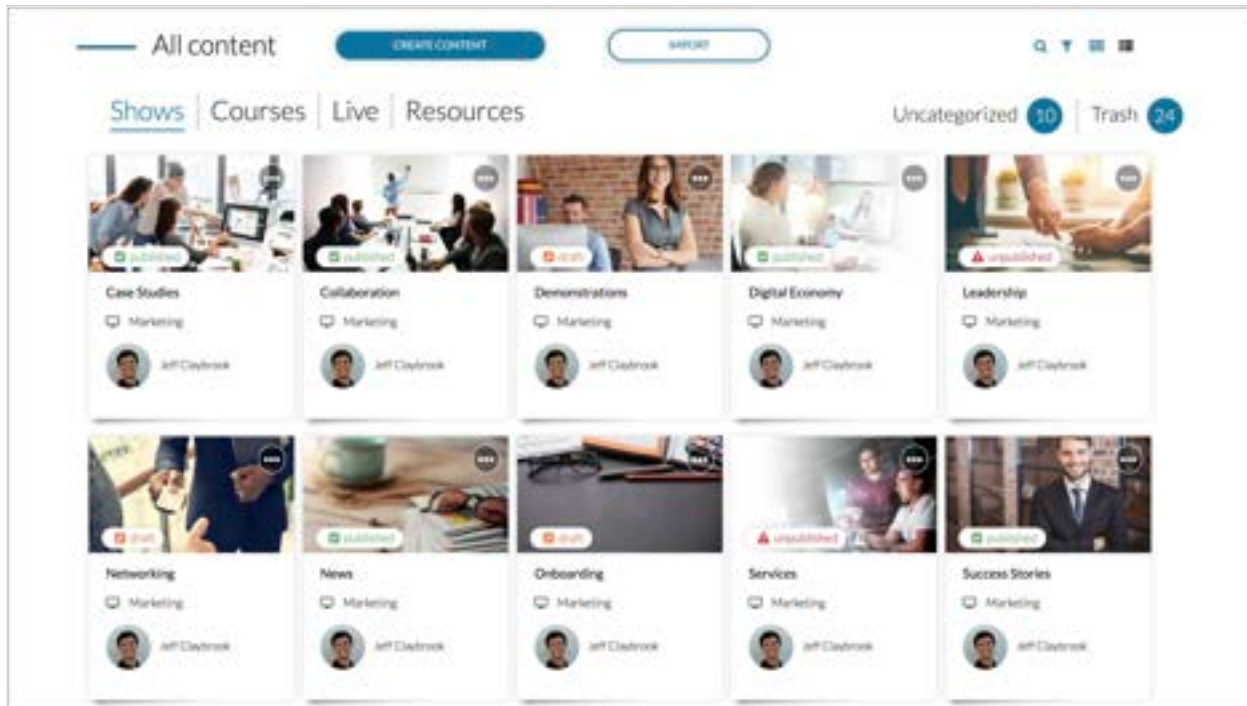 All content
CREATE CONTENT
IMPORT
Shows
Courses
Live
Resources
Uncategorized 10
Trash 24
published
published
draft
published
unpublished
Case Studies
Collaboration
Demonstrations
Digital Economy
Leadership
Marketing
Marketing
Marketing
Marketing
Marketing
Jeff Claybrook
Jeff Claybrook
Jeff Claybrook
Jeff Claybrook
Jeff Claybrook
draft
published
draft
unpublished
published
Networking
News
Onboarding
Services
Success Stories
Marketing
Marketing
Marketing
Marketing
Marketing
Jeff Claybrook
Jeff Claybrook
Jeff Claybrook
Jeff Claybrook
Jeff Claybrook